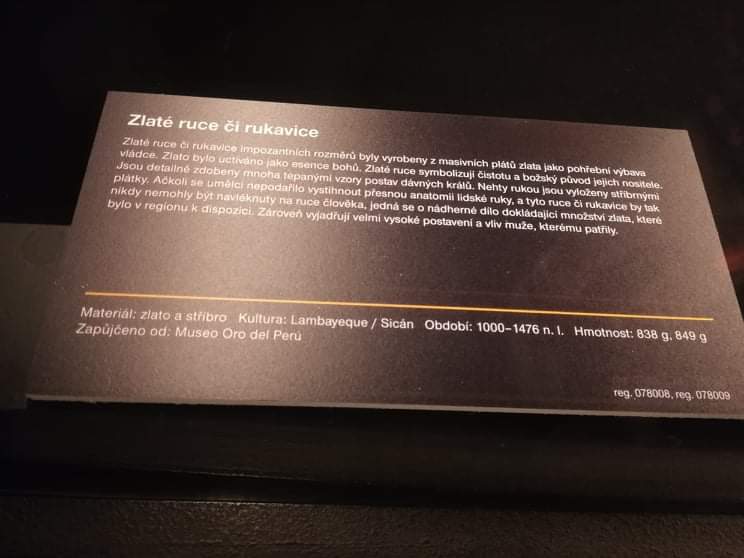 Zlaté ruce či rukavice
Zlaté ruce či rukavice impozantních rozměrů byly vyrobeny z masivních plátů zlata jako pohřební výbava
vládce. Zlato bylo uctíváno jako esence bohů. Zlaté ruce symbolizují čistotu a božský původ jejich nositele.
Jsou detailně zdobeny mnoha tepanými vzory postav dávných králů. Nehty rukou jsou vyloženy stříbrnými
plátky. Ačkoli se umělci nepodařilo vystihnout přesnou anatomii lidské ruky, a tyto ruce či rukavice by tak
nikdy nemohly být navléknuty na ruce člověka, jedná se o nádherné dílo dokládající množství zlata, které
bylo v regionu k dispozici. Zároveň vyjadřují velmi vysoké postavení a vliv muže, kterému patřily.
Materiál: zlato a stříbro Kultura: Lambayeque / Sicán Období: 1000–1476 n. l. Hmotnost: 838 g, 849 g
Zapůjčeno od: Museo Oro del Perú
reg. 078008, reg. 078009